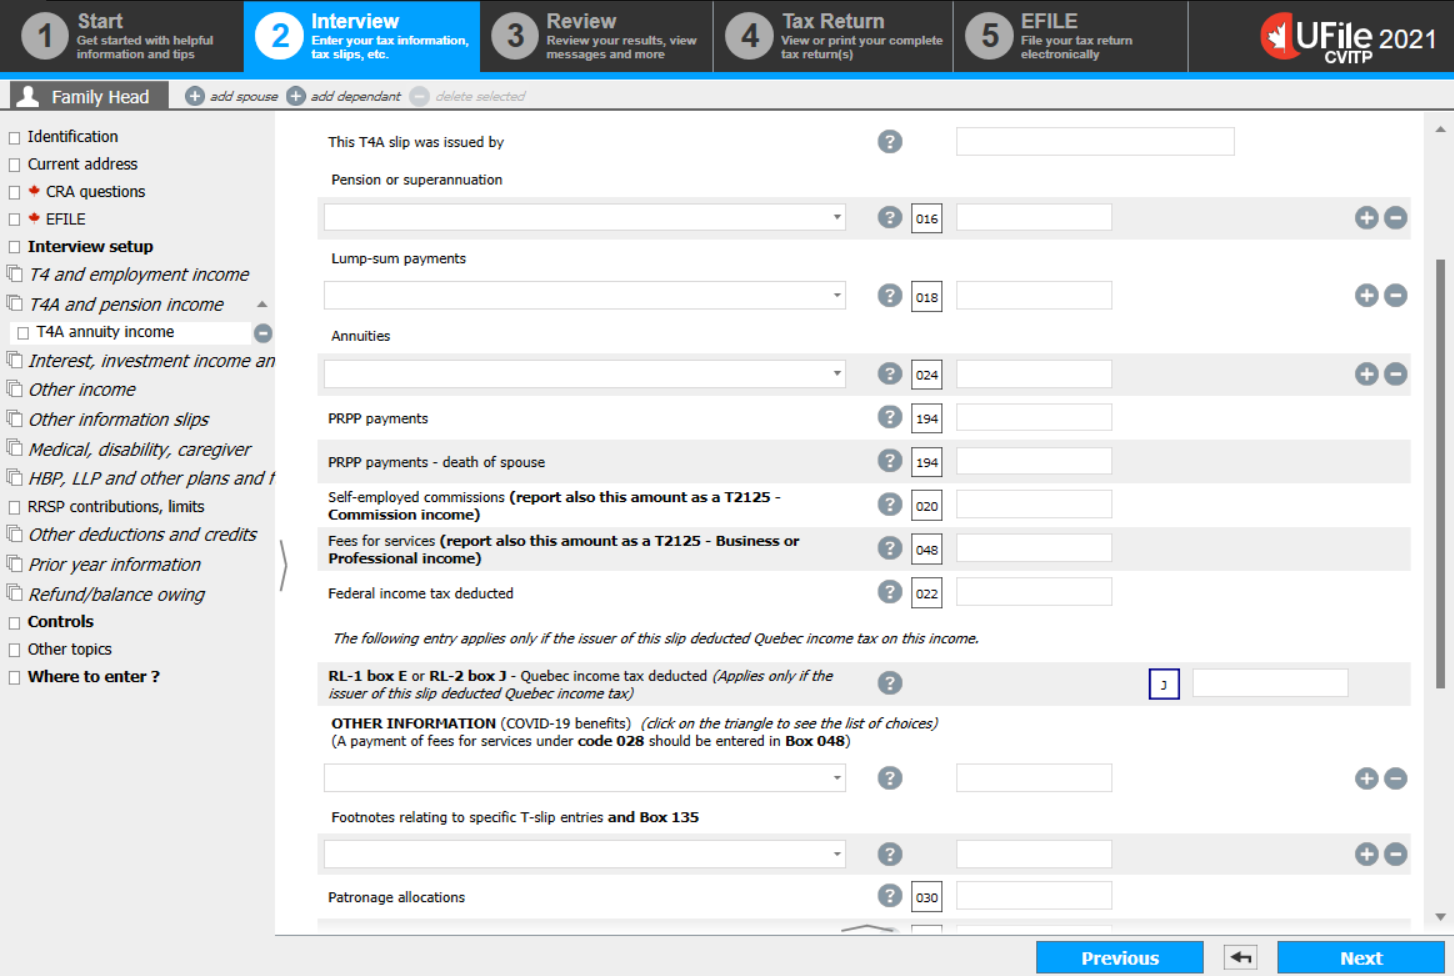 1
Start
Get started with helpful
information and tips
2
Interview
Enter your tax information,
tax slips, etc.
3
Review
Review your results, view
messages and more
4
Tax Return
View or print your complete
tax return(s)
5
EFILE
File your tax return
electronically
UFile 2021
CVITP
Family Head
add spouse
add dependant
delete selected
Identification
Current address
CRA questions
EFILE
Interview setup
T4 and employment income
T4A and pension income
T4A annuity income
Interest, investment income an
Other income
Other information slips
Medical, disability, caregiver
HBP, LLP and other plans and f
RRSP contributions, limits
Other deductions and credits
Prior year information
Refund/balance owing
Controls
Other topics
Where to enter ?
This T4A slip was issued by ?
Pension or superannuation
? 016
Lump-sum payments
? 018
Annuities
? 024
PRPP payments ? 194
PRPP payments - death of spouse ? 194
Self-employed commissions (report also this amount as a T2125 -
Commission income) ? 020
Fees for services (report also this amount as a T2125 - Business or
Professional income) ? 048
Federal income tax deducted ? 022
The following entry applies only if the issuer of this slip deducted Quebec income tax on this income.
RL-1 box E or RL-2 box J - Quebec income tax deducted (Applies only if the
issuer of this slip deducted Quebec income tax) ? J
OTHER INFORMATION (COVID-19 benefits) (click on the triangle to see the list of choices)
(A payment of fees for services under code 028 should be entered in Box 048)
?
Footnotes relating to specific T-slip entries and Box 135
?
Patronage allocations ? 030
Previous
Next